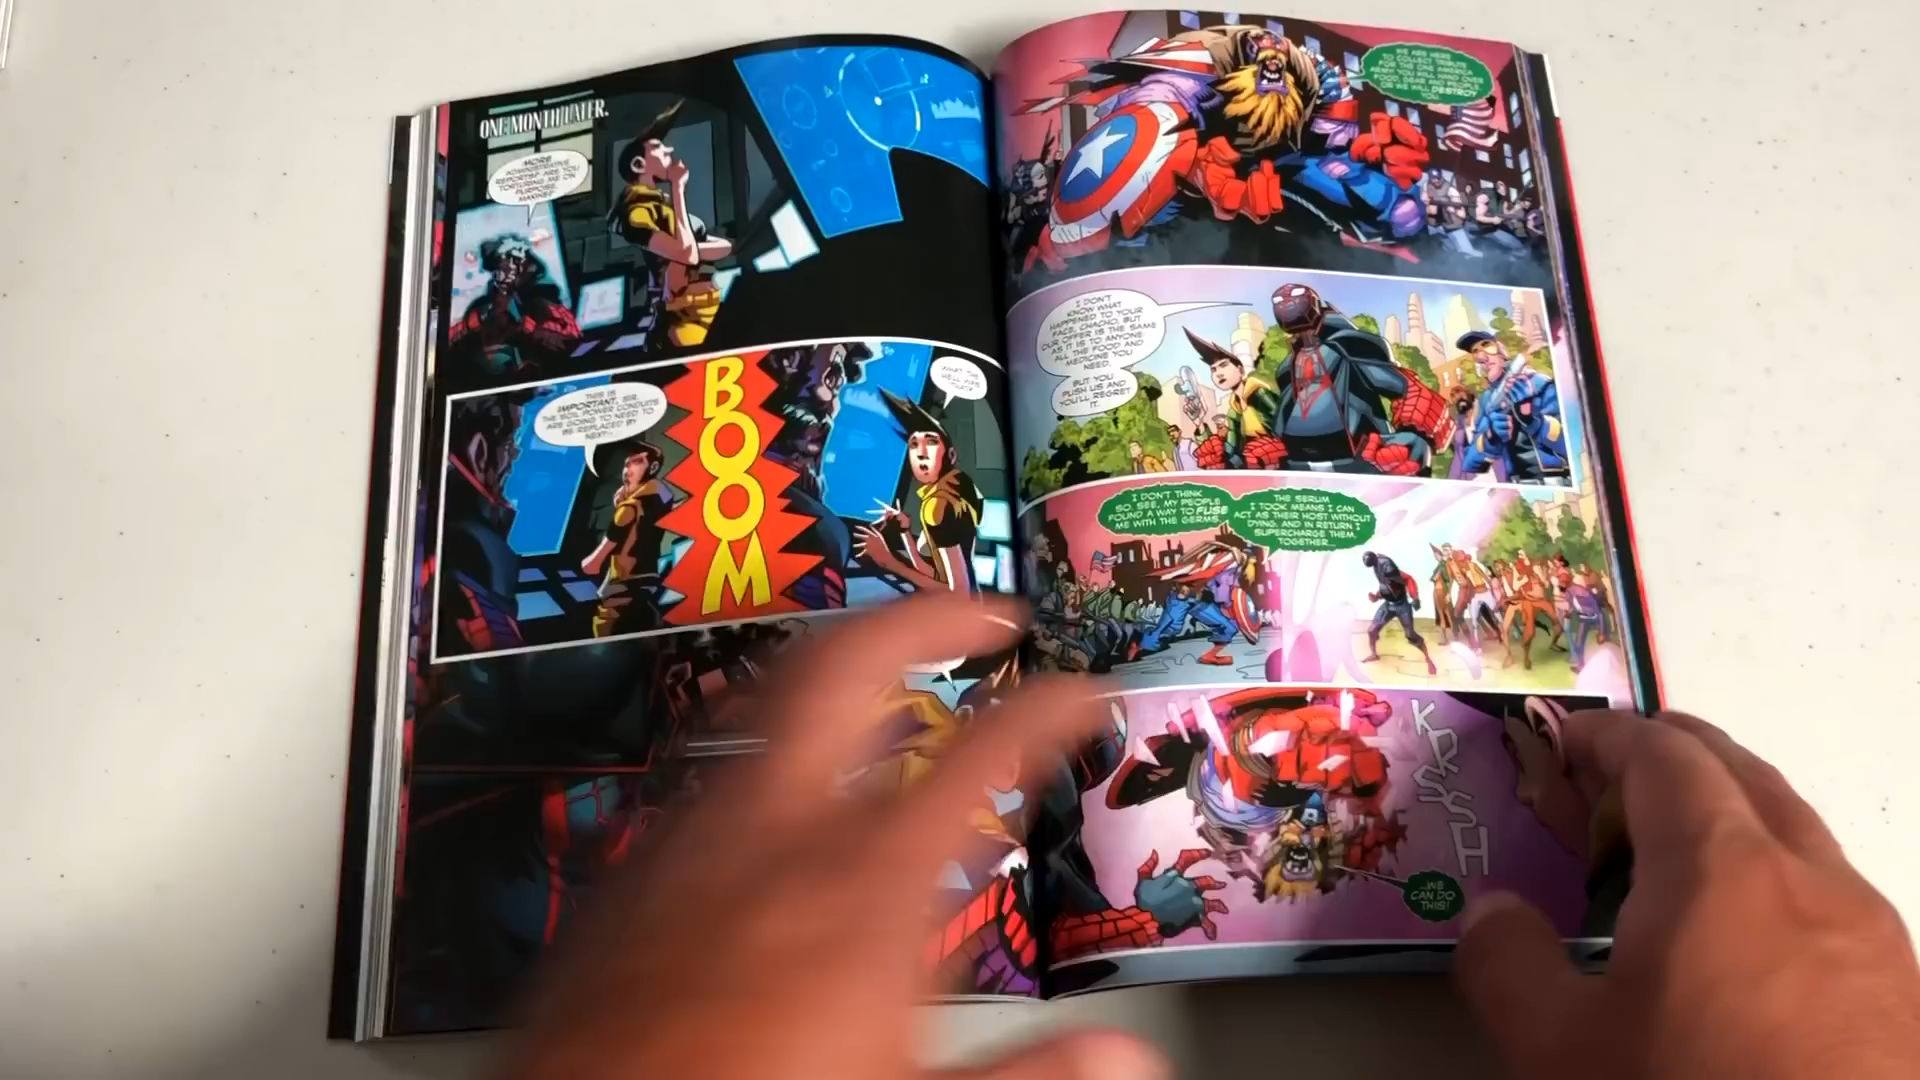 ONE MONTH LATER.
MORE
ADMINISTRATIVE
REPORTS? ARE YOU
TORTURING ME ON
PURPOSE,
MAXINE?
THIS IS
IMPORTANT, SIR.
THE SOIL POWER CONDUITS
ARE GOING TO NEED TO
BE REPLACED BY
NEXT--
BOOM
WHAT THE
HELL WAS
THAT?
WE ARE HERE
TO COLLECT TRIBUTE
FOR THE ONE AMERICA
ARMY! YOU WILL HAND OVER
FOOD, GEAR AND PEOPLE,
OR WE WILL DESTROY
YOU.
I DON'T
KNOW WHAT
HAPPENED TO YOUR
FACE, CHACHO, BUT
OUR OFFER IS THE SAME
AS IT IS TO ANYONE:
ALL THE FOOD AND
MEDICINE YOU
NEED.
BUT YOU
PUSH US AND
YOU'LL REGRET
IT.
I DON'T THINK
SO. SEE, MY PEOPLE
FOUND A WAY TO FUSE
ME WITH THE GERMS.
THE SERUM
I TOOK MEANS I CAN
ACT AS THEIR HOST WITHOUT
DYING. AND IN RETURN I
SUPERCHARGE THEM.
TOGETHER...
KRSSSH
...WE
CAN DO
THIS!